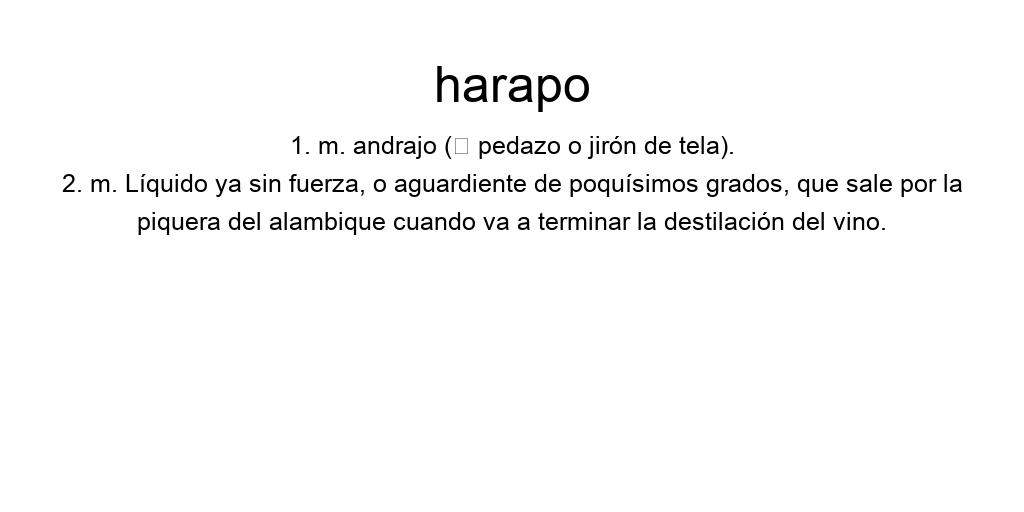 harapo
1. m. andrajo (▯ pedazo o jirón de tela).
2. m. Líquido ya sin fuerza, o aguardiente de poquísimos grados, que sale por la
piquera del alambique cuando va a terminar la destilación del vino.